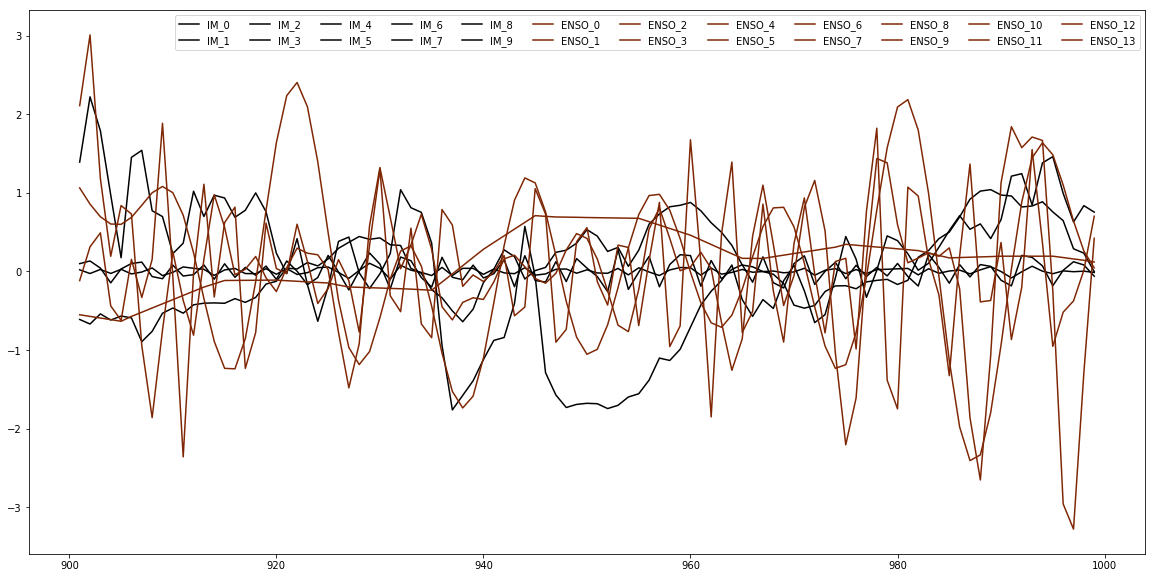 IM_0 IM_2 IM_4 IM_6 IM_8 ENSO_0 ENSO_2 ENSO_4 ENSO_6 ENSO_8 ENSO_10 ENSO_12
IM_1 IM_3 IM_5 IM_7 IM_9 ENSO_1 ENSO_3 ENSO_5 ENSO_7 ENSO_9 ENSO_11 ENSO_13
3
2
1
0
−1
−2
−3
900 920 940 960 980 1000